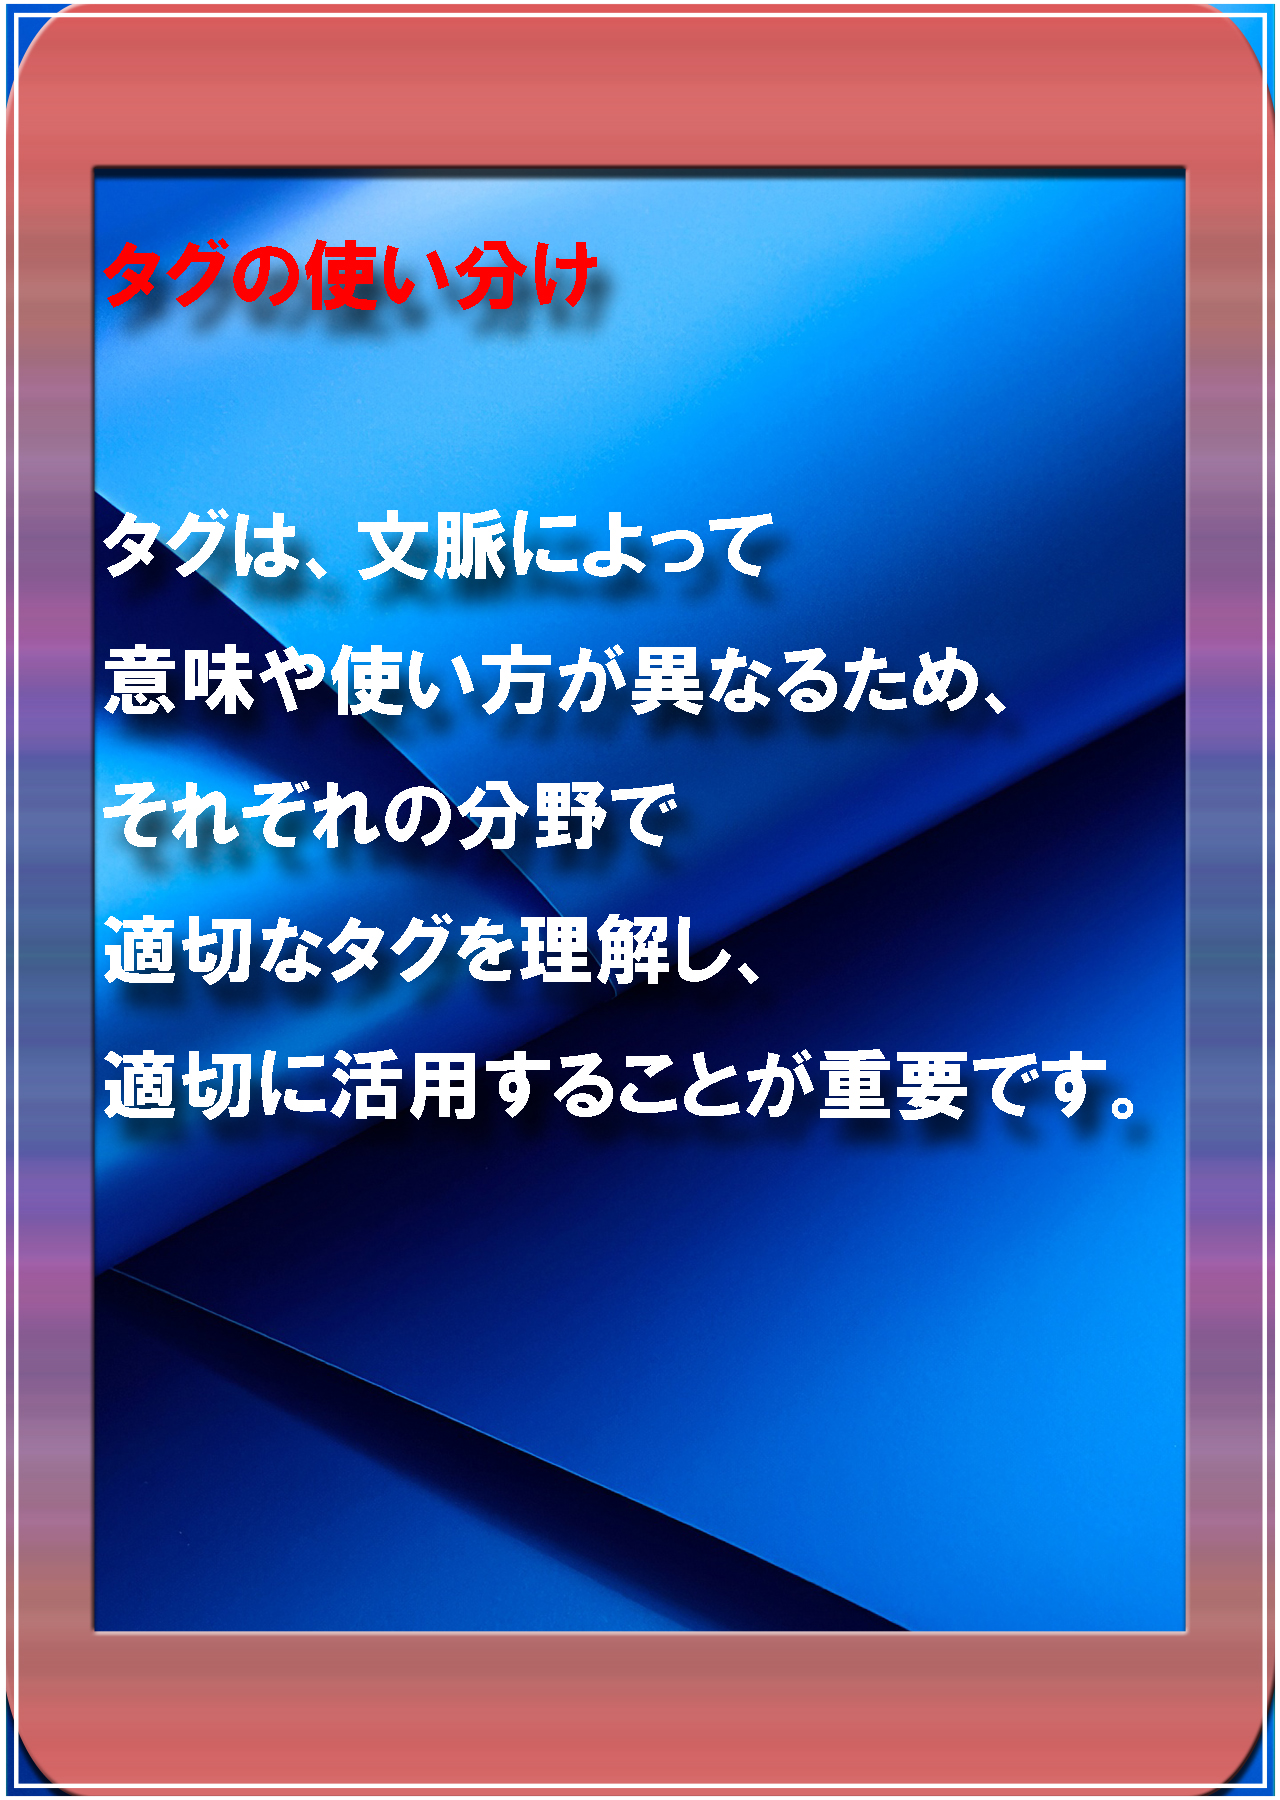 タグの使い分け
タグは、文脈によって
意味や使い方が異なるため、
それぞれの分野で
適切なタグを理解し、
適切に活用することが重要です。